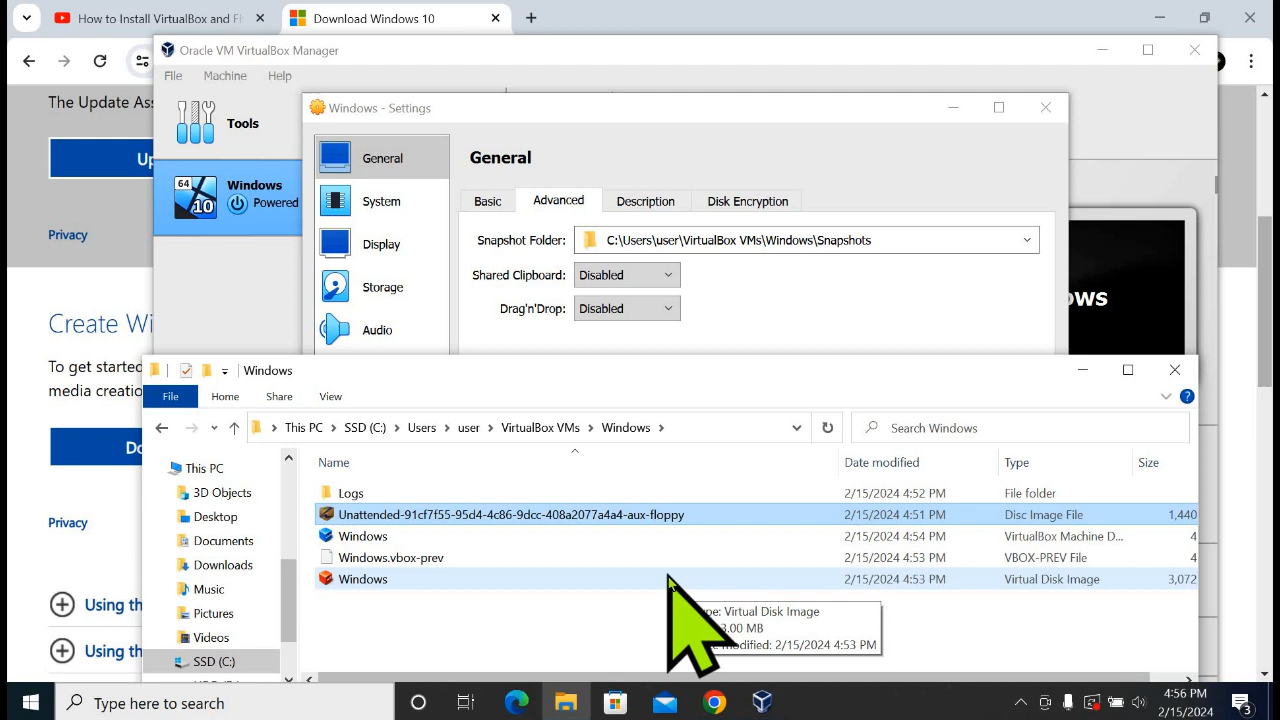 How to Install VirtualBox and Fi
Download Windows 10
Oracle VM VirtualBox Manager
File Machine Help
The Update Ass
Up
Privacy
Create Wi
To get started
media creatio
Do
Privacy
Using th
Using th
Tools
64
10
Windows
Powered
Windows - Settings
General
System
Display
Storage
Audio
General
Basic Advanced Description Disk Encryption
Snapshot Folder: C:\Users\user\VirtualBox VMs\Windows\Snapshots
Shared Clipboard: Disabled
Drag'n'Drop: Disabled
ows
Windows
File Home Share View
This PC SSD (C:) Users user VirtualBox VMs Windows
Search Windows
This PC
3D Objects
Desktop
Documents
Downloads
Music
Pictures
Videos
SSD (C:)
Name Date modified Type Size
Logs 2/15/2024 4:52 PM File folder
Unattended-91cf7f55-95d4-4c86-9dcc-408a2077a4a4-aux-floppy 2/15/2024 4:51 PM Disc Image File 1,440
Windows 2/15/2024 4:54 PM VirtualBox Machine D... 4
Windows.vbox-prev 2/15/2024 4:53 PM VBOX-PREV File 4
Windows 2/15/2024 4:53 PM Virtual Disk Image 3,072
ype: Virtual Disk Image
3.00 MB
modified: 2/15/2024 4:53 PM
Type here to search
4:56 PM
2/15/2024
3